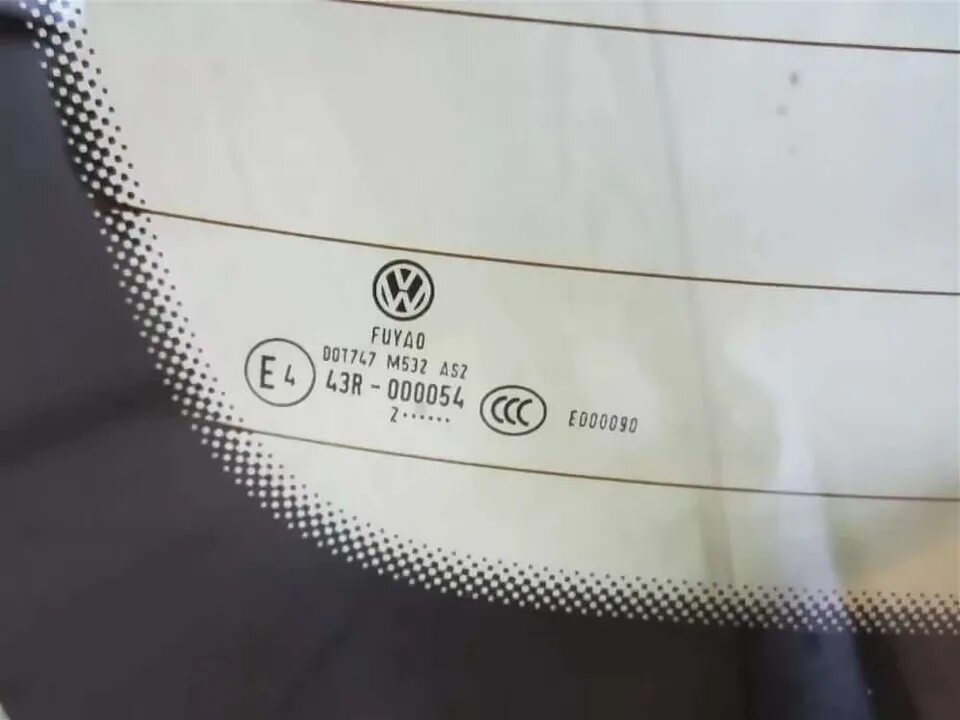 FUYAO
DOT747 M532 AS2
E4
43R-000054
2······
CCC
E000090